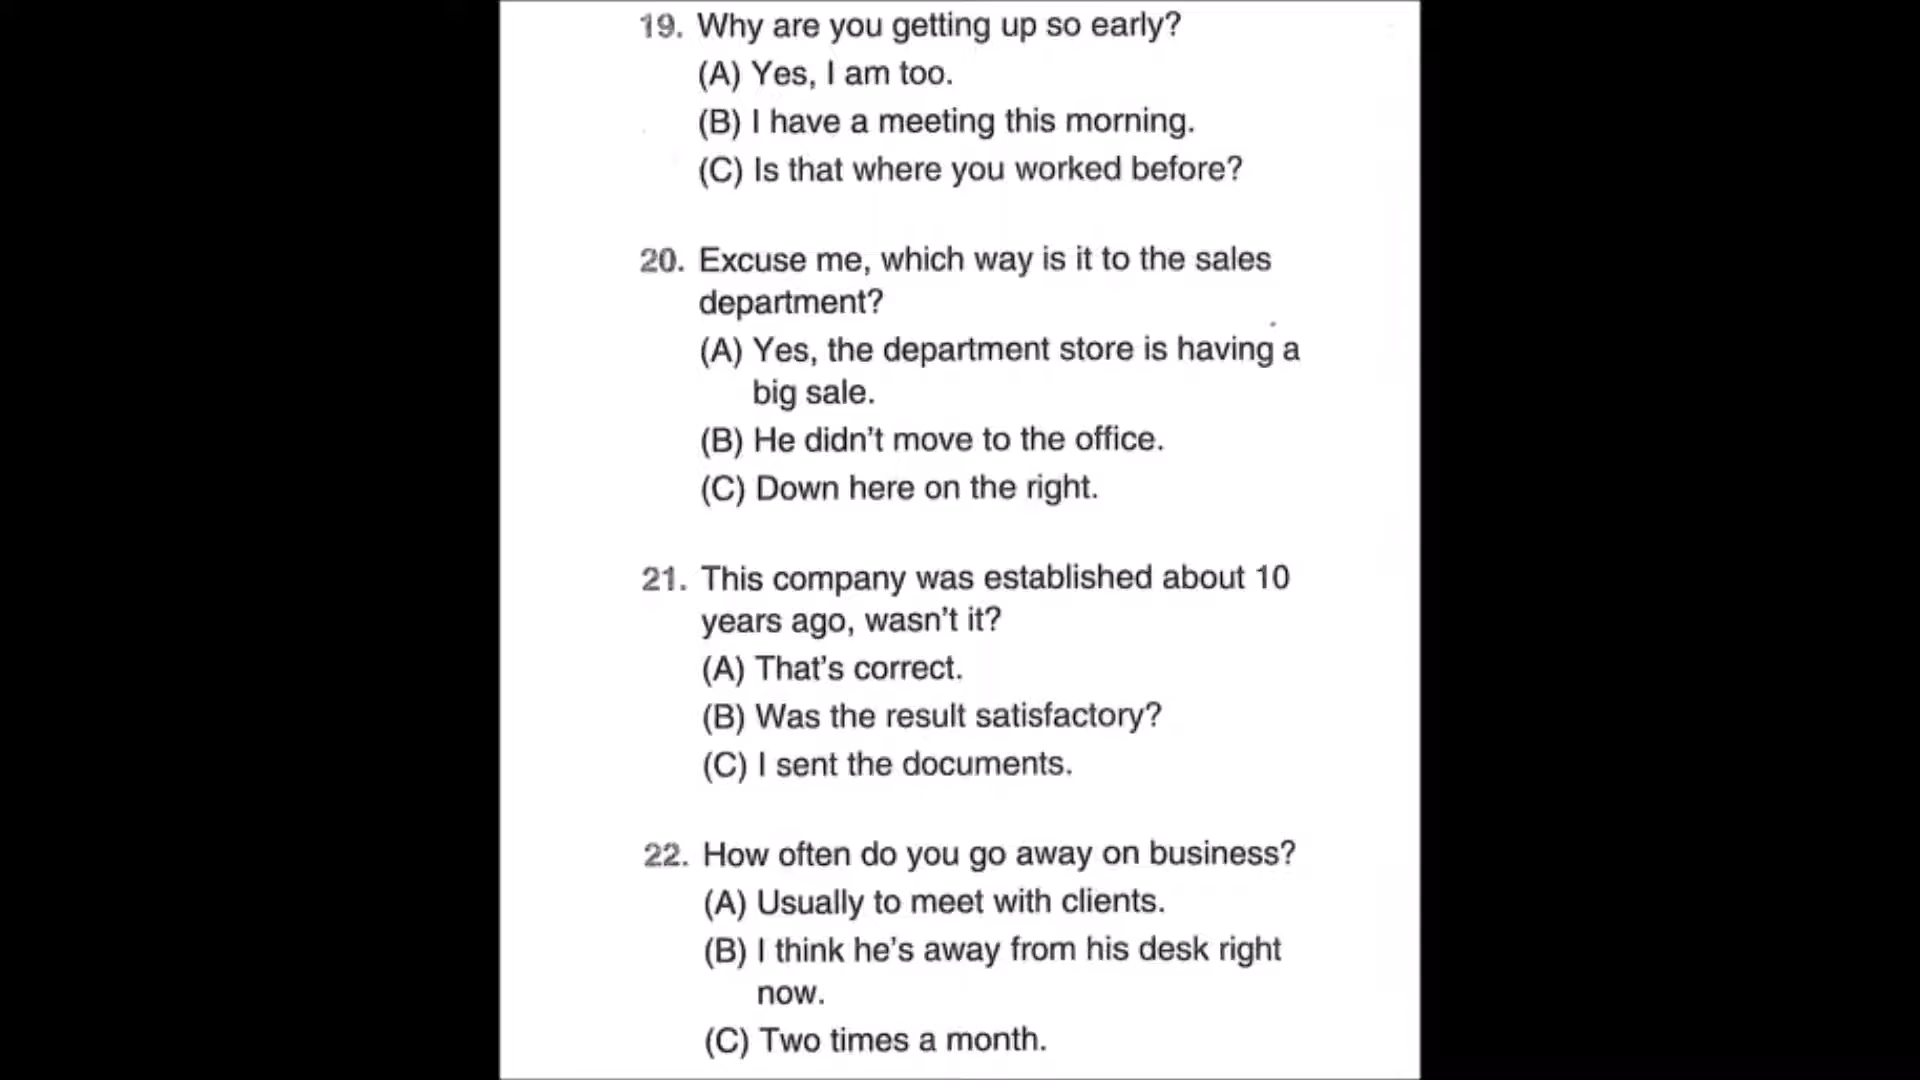 19. Why are you getting up so early?
(A) Yes, I am too.
(B) I have a meeting this morning.
(C) Is that where you worked before?
20. Excuse me, which way is it to the sales
department?
(A) Yes, the department store is having a
big sale.
(B) He didn't move to the office.
(C) Down here on the right.
21. This company was established about 10
years ago, wasn't it?
(A) That's correct.
(B) Was the result satisfactory?
(C) I sent the documents.
22. How often do you go away on business?
(A) Usually to meet with clients.
(B) I think he's away from his desk right
now.
(C) Two times a month.